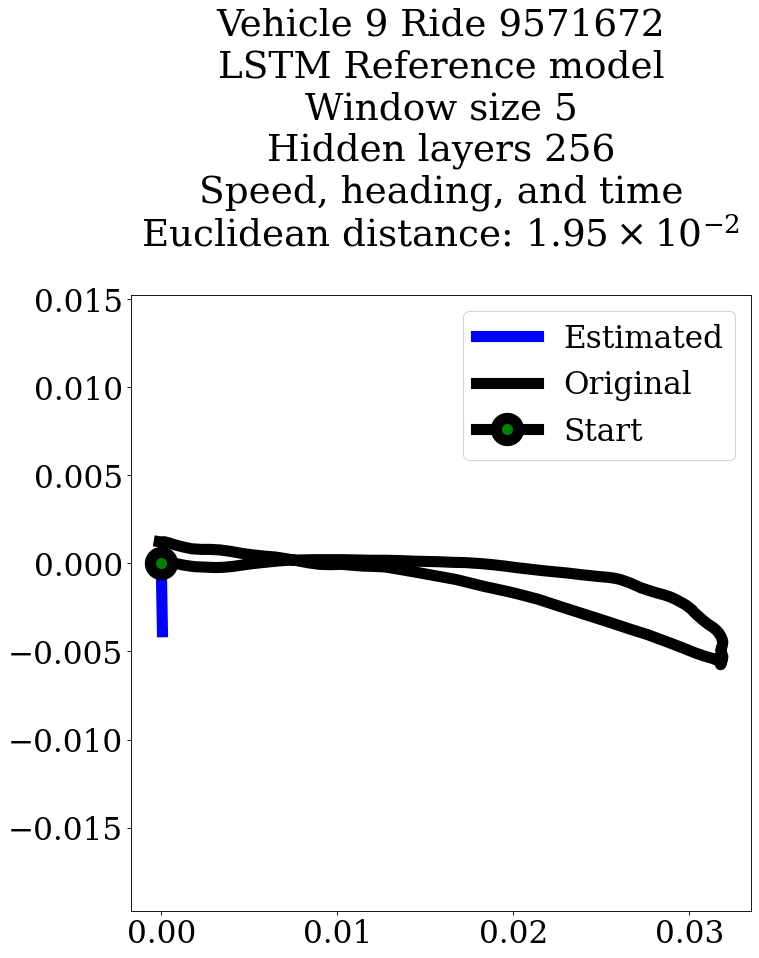 Vehicle 9 Ride 9571672
LSTM Reference model
Window size 5
Hidden layers 256
Speed, heading, and time
Euclidean distance: 1.95 × 10⁻²
0.015
0.010
0.005
0.000
−0.005
−0.010
−0.015
Estimated
Original
Start
0.00 0.01 0.02 0.03